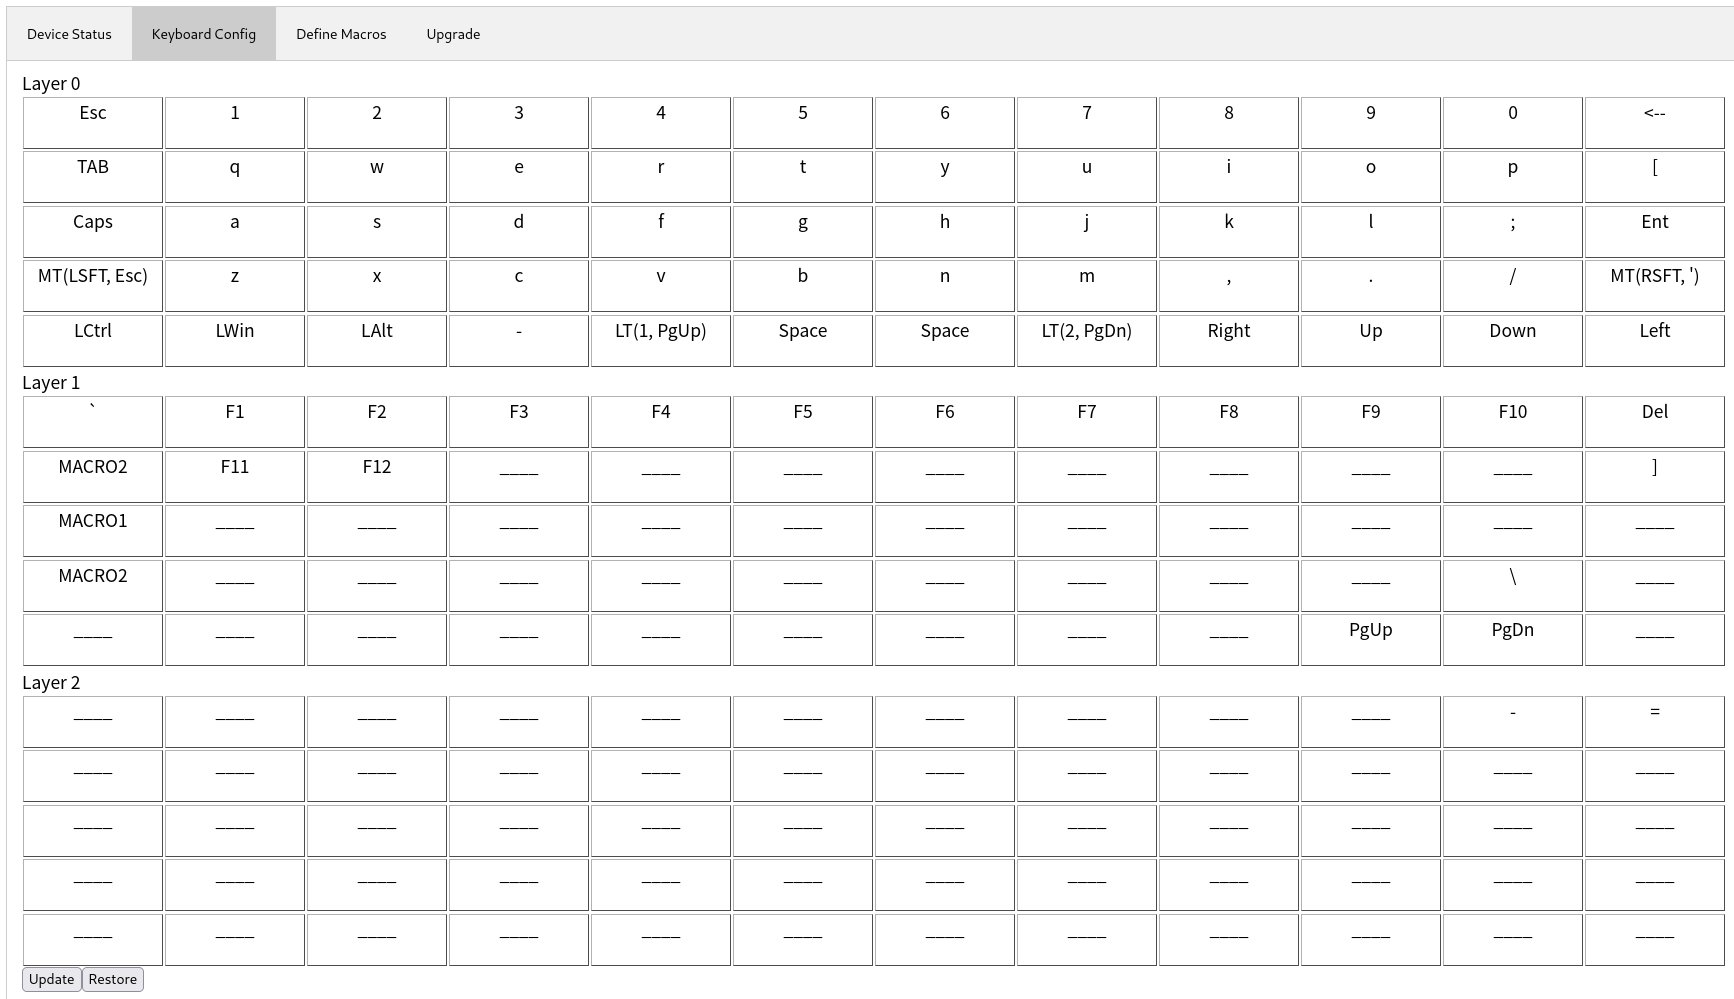 Device Status Keyboard Config Define Macros Upgrade
Layer 0
Esc 1 2 3 4 5 6 7 8 9 0 <--
TAB q w e r t y u i o p [
Caps a s d f g h j k l ; Ent
MT(LSFT, Esc) z x c v b n m , . / MT(RSFT, ')
LCtrl LWin LAlt - LT(1, PgUp) Space Space LT(2, PgDn) Right Up Down Left
Layer 1
` F1 F2 F3 F4 F5 F6 F7 F8 F9 F10 Del
MACRO2 F11 F12 ____ ____ ____ ____ ____ ____ ____ ____ ]
MACRO1 ____ ____ ____ ____ ____ ____ ____ ____ ____ ____ ____
MACRO2 ____ ____ ____ ____ ____ ____ ____ ____ ____ \ ____
____ ____ ____ ____ ____ ____ ____ ____ ____ PgUp PgDn ____
Layer 2
____ ____ ____ ____ ____ ____ ____ ____ ____ ____ - =
____ ____ ____ ____ ____ ____ ____ ____ ____ ____ ____ ____
____ ____ ____ ____ ____ ____ ____ ____ ____ ____ ____ ____
____ ____ ____ ____ ____ ____ ____ ____ ____ ____ ____ ____
____ ____ ____ ____ ____ ____ ____ ____ ____ ____ ____ ____
Update Restore